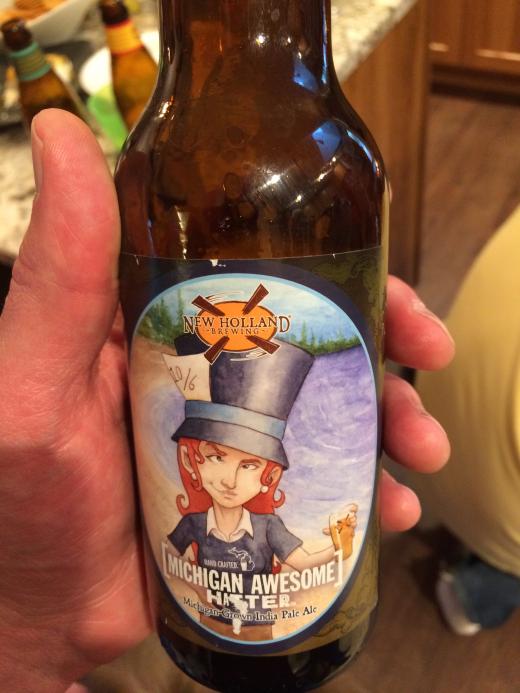 NEW HOLLAND
BREWING
10/6
HAND CRAFTED
[MICHIGAN AWESOME]
HATTER
Michigan-Grown India Pale Ale